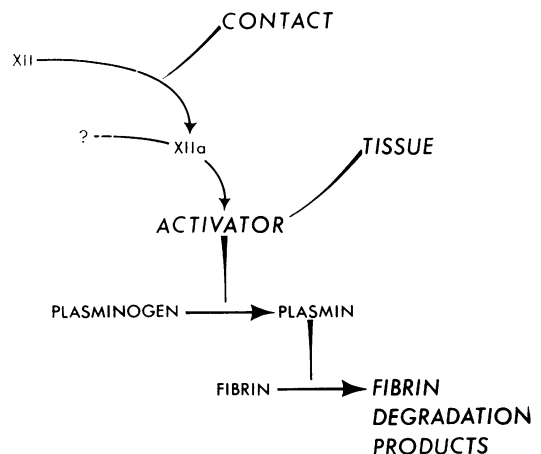 CONTACT
XII
?
XIIa
TISSUE
ACTIVATOR
PLASMINOGEN
PLASMIN
FIBRIN
FIBRIN
DEGRADATION
PRODUCTS